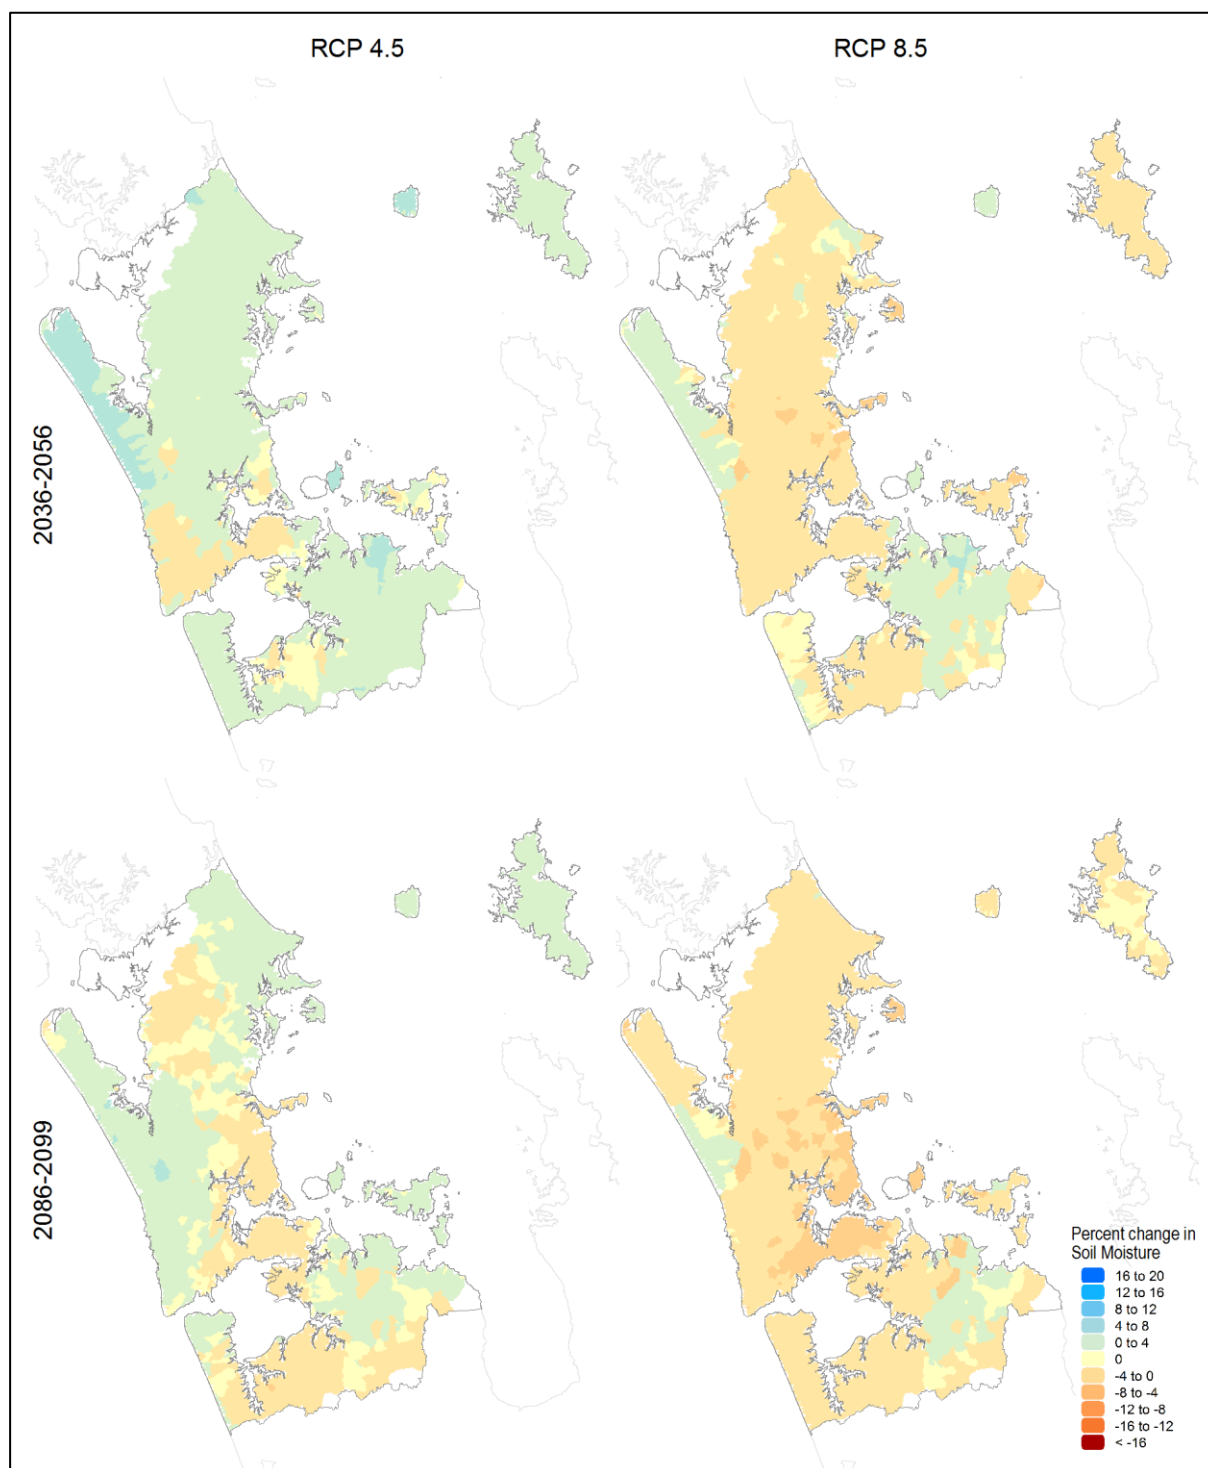 RCP 4.5
RCP 8.5
2036-2056
2086-2099
Percent change in
Soil Moisture
16 to 20
12 to 16
8 to 12
4 to 8
0 to 4
0
-4 to 0
-8 to -4
-12 to -8
-16 to -12
< -16